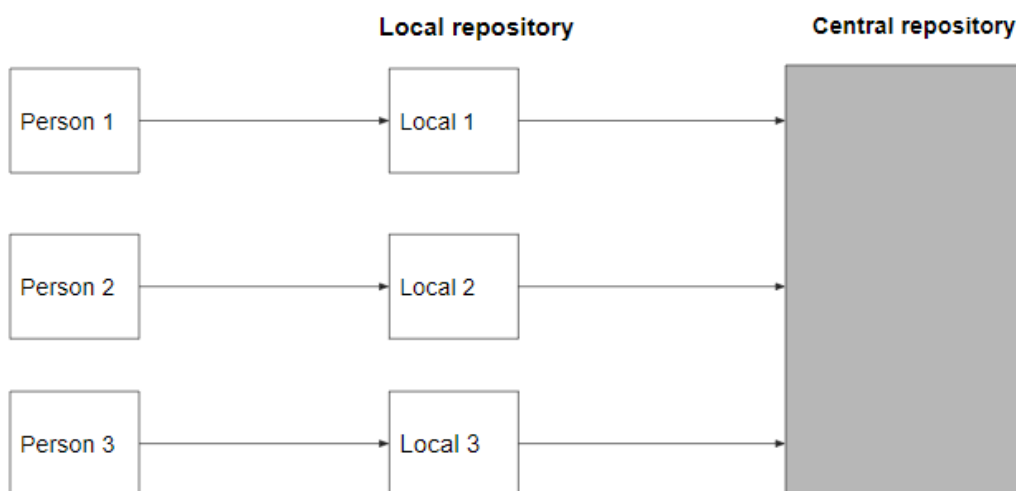 Local repository
Central repository
Person 1
Local 1
Person 2
Local 2
Person 3
Local 3